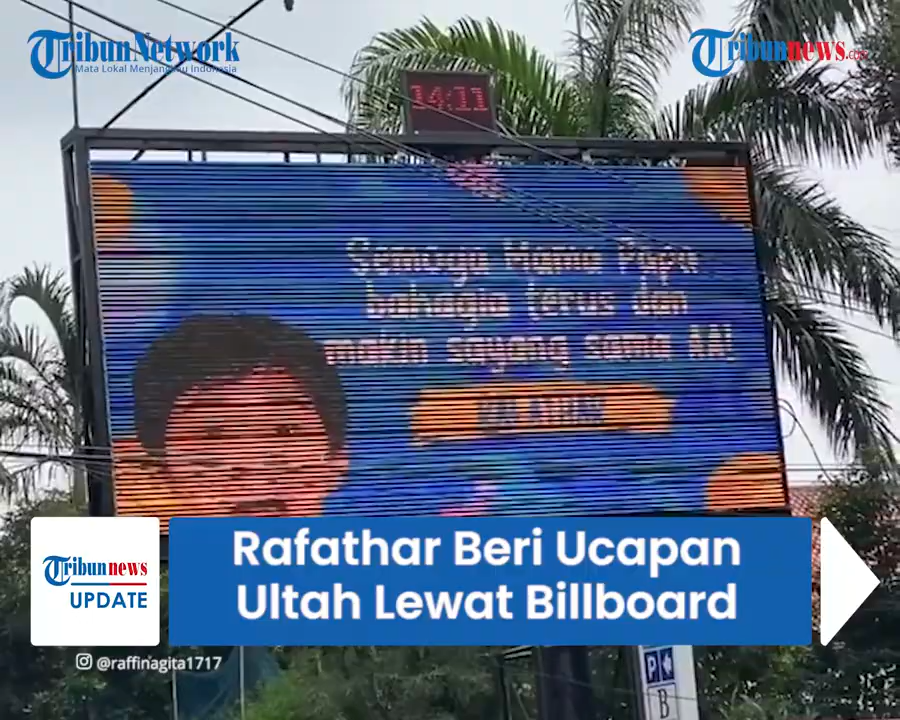 TribunNetwork
Mata Lokal Menjangkau Indonesia
Tribunnews.com
14:11
Semoga Mama Papa
bahagia terus dan
makin sayang sama AA!
RAFATHAR
Tribunnews
UPDATE
Rafathar Beri Ucapan
Ultah Lewat Billboard
@raffinagita1717
P
B